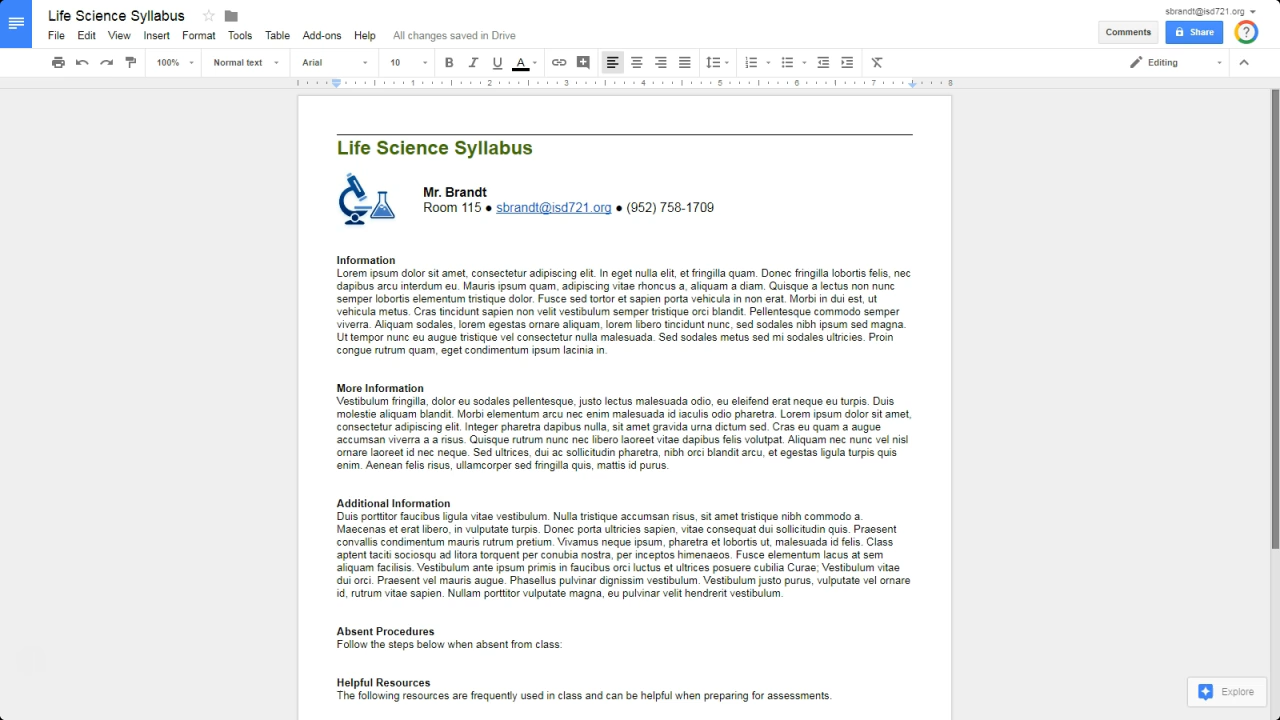 Life Science Syllabus
sbrandt@isd721.org
File Edit View Insert Format Tools Table Add-ons Help All changes saved in Drive
Comments Share ?
100% Normal text Arial 10 B I U A Editing
1 2 3 4 5 6 7 8
Life Science Syllabus
Mr. Brandt
Room 115 ● sbrandt@isd721.org ● (952) 758-1709
Information
Lorem ipsum dolor sit amet, consectetur adipiscing elit. In eget nulla elit, et fringilla quam. Donec fringilla lobortis felis, nec
dapibus arcu interdum eu. Mauris ipsum quam, adipiscing vitae rhoncus a, aliquam a diam. Quisque a lectus non nunc
semper lobortis elementum tristique dolor. Fusce sed tortor et sapien porta vehicula in non erat. Morbi in dui est, ut
vehicula metus. Cras tincidunt sapien non velit vestibulum semper tristique orci blandit. Pellentesque commodo semper
viverra. Aliquam sodales, lorem egestas ornare aliquam, lorem libero tincidunt nunc, sed sodales nibh ipsum sed magna.
Ut tempor nunc eu augue tristique vel consectetur nulla malesuada. Sed sodales metus sed mi sodales ultricies. Proin
congue rutrum quam, eget condimentum ipsum lacinia in.
More Information
Vestibulum fringilla, dolor eu sodales pellentesque, justo lectus malesuada odio, eu eleifend erat neque eu turpis. Duis
molestie aliquam blandit. Morbi elementum arcu nec enim malesuada id iaculis odio pharetra. Lorem ipsum dolor sit amet,
consectetur adipiscing elit. Integer pharetra dapibus nulla, sit amet gravida urna dictum sed. Cras eu quam a augue
accumsan viverra a a risus. Quisque rutrum nunc nec libero laoreet vitae dapibus felis volutpat. Aliquam nec nunc vel nisl
ornare laoreet id nec neque. Sed ultrices, dui ac sollicitudin pharetra, nibh orci blandit arcu, et egestas ligula turpis quis
enim. Aenean felis risus, ullamcorper sed fringilla quis, mattis id purus.
Additional Information
Duis porttitor faucibus ligula vitae vestibulum. Nulla tristique accumsan risus, sit amet tristique nibh commodo a.
Maecenas et erat libero, in vulputate turpis. Donec porta ultricies sapien, vitae consequat dui sollicitudin quis. Praesent
convallis condimentum mauris rutrum pretium. Vivamus neque ipsum, pharetra et lobortis ut, malesuada id felis. Class
aptent taciti sociosqu ad litora torquent per conubia nostra, per inceptos himenaeos. Fusce elementum lacus at sem
aliquam facilisis. Vestibulum ante ipsum primis in faucibus orci luctus et ultrices posuere cubilia Curae; Vestibulum vitae
dui orci. Praesent vel mauris augue. Phasellus pulvinar dignissim vestibulum. Vestibulum justo purus, vulputate vel ornare
id, rutrum vitae sapien. Nullam porttitor vulputate magna, eu pulvinar velit hendrerit vestibulum.
Absent Procedures
Follow the steps below when absent from class:
Helpful Resources
The following resources are frequently used in class and can be helpful when preparing for assessments.
Explore